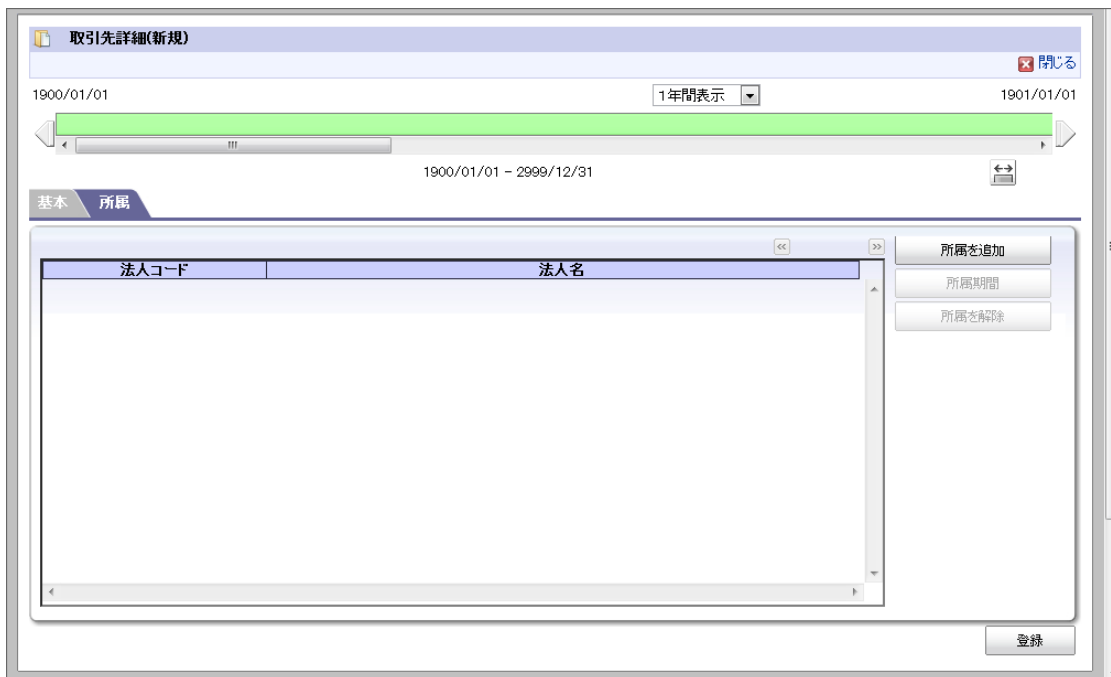 取引先詳細(新規)
閉じる
1900/01/01 1年間表示 1901/01/01
1900/01/01 - 2999/12/31
基本 所属
<< >> 所属を追加
法人コード 法人名
所属期間
所属を解除
登録